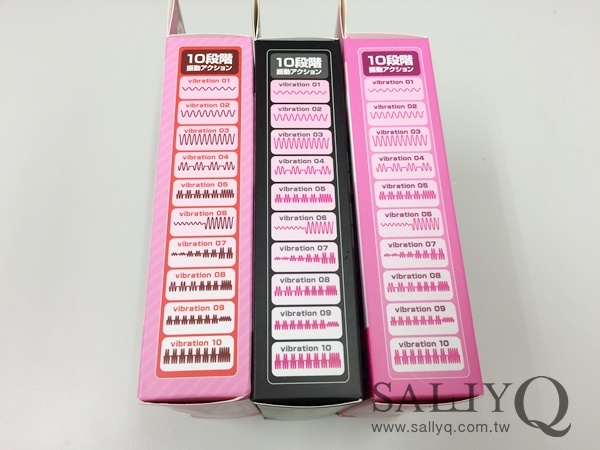 10段階
振動アクション
vibration 01
vibration 02
vibration 03
vibration 04
vibration 05
vibration 06
vibration 07
vibration 08
vibration 09
vibration 10
10段階
振動アクション
vibration 01
vibration 02
vibration 03
vibration 04
vibration 05
vibration 06
vibration 07
vibration 08
vibration 09
vibration 10
10段階
振動アクション
vibration 01
vibration 02
vibration 03
vibration 04
vibration 05
vibration 06
vibration 07
vibration 08
vibration 09
vibration 10
SALLYQ
www.sallyq.com.tw